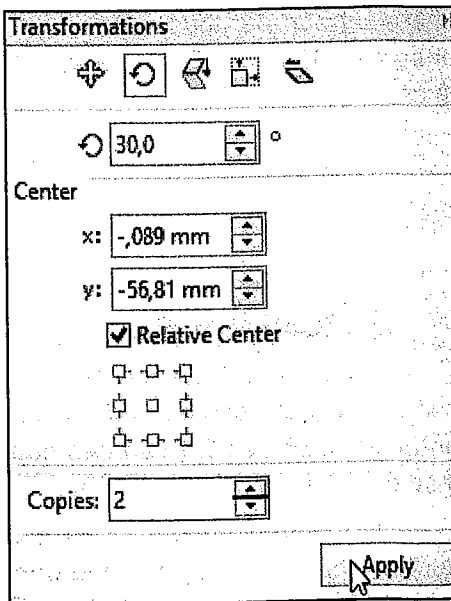 Transformations
30,0 °
Center
x: -,089 mm
y: -56,81 mm
Relative Center
Copies: 2
Apply